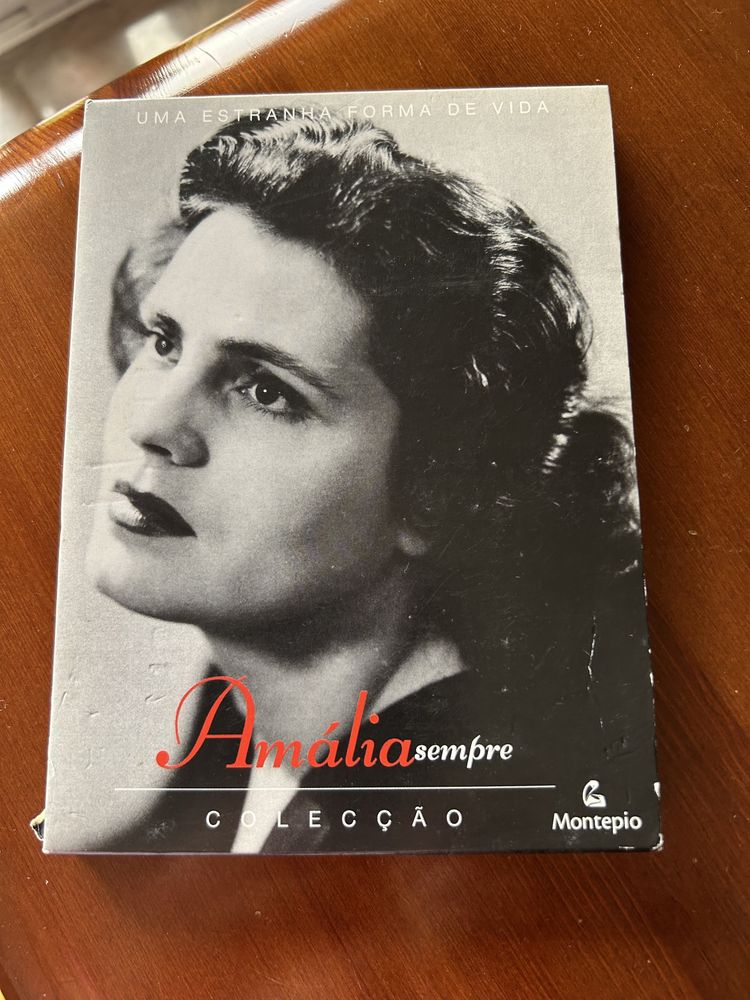 UMA ESTRANHA FORMA DE VIDA
Amália sempre
COLECÇÃO
Montepio